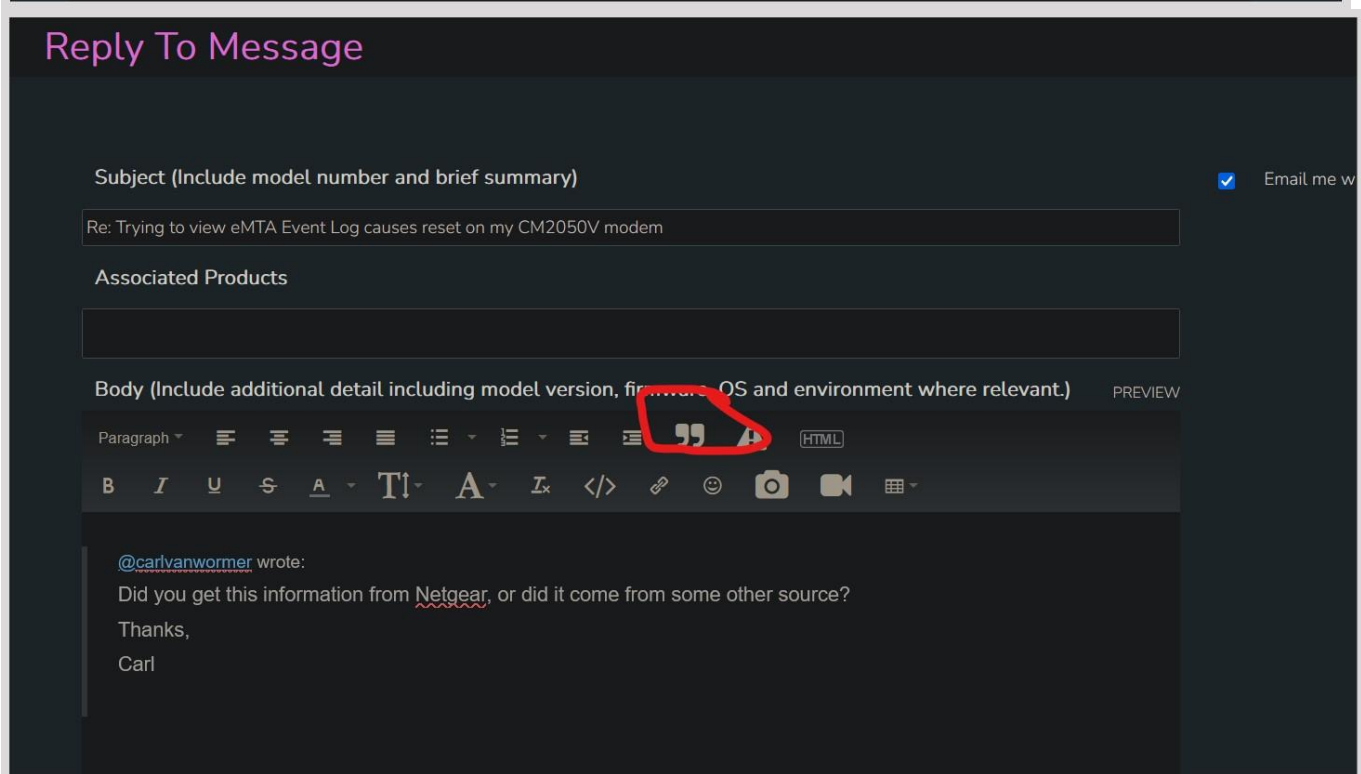 Reply To Message
Subject (Include model number and brief summary)
Email me w
Re: Trying to view eMTA Event Log causes reset on my CM2050V modem
Associated Products
Body (Include additional detail including model version, firmware, OS and environment where relevant.)
PREVIEW
Paragraph
HTML
B I U S A T A Tx </>
@carlvanwormer wrote:
Did you get this information from Netgear, or did it come from some other source?
Thanks,
Carl